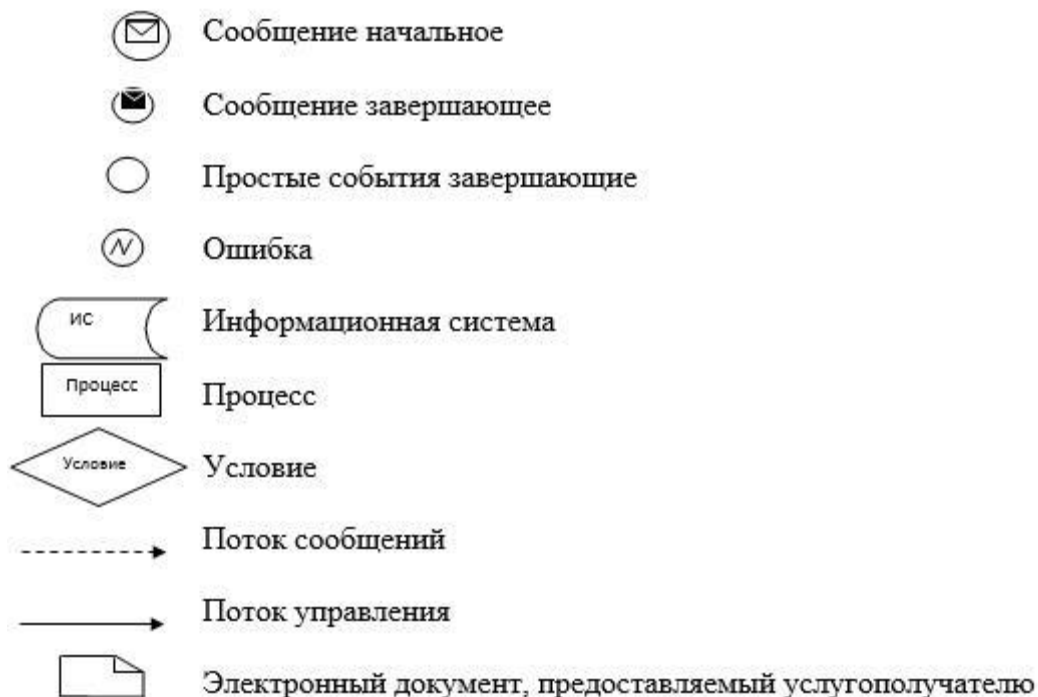 Сообщение начальное
Сообщение завершающее
Простые события завершающие
Ошибка
ИС Информационная система
Процесс Процесс
Условие Условие
Поток сообщений
Поток управления
Электронный документ, предоставляемый услугополучателю